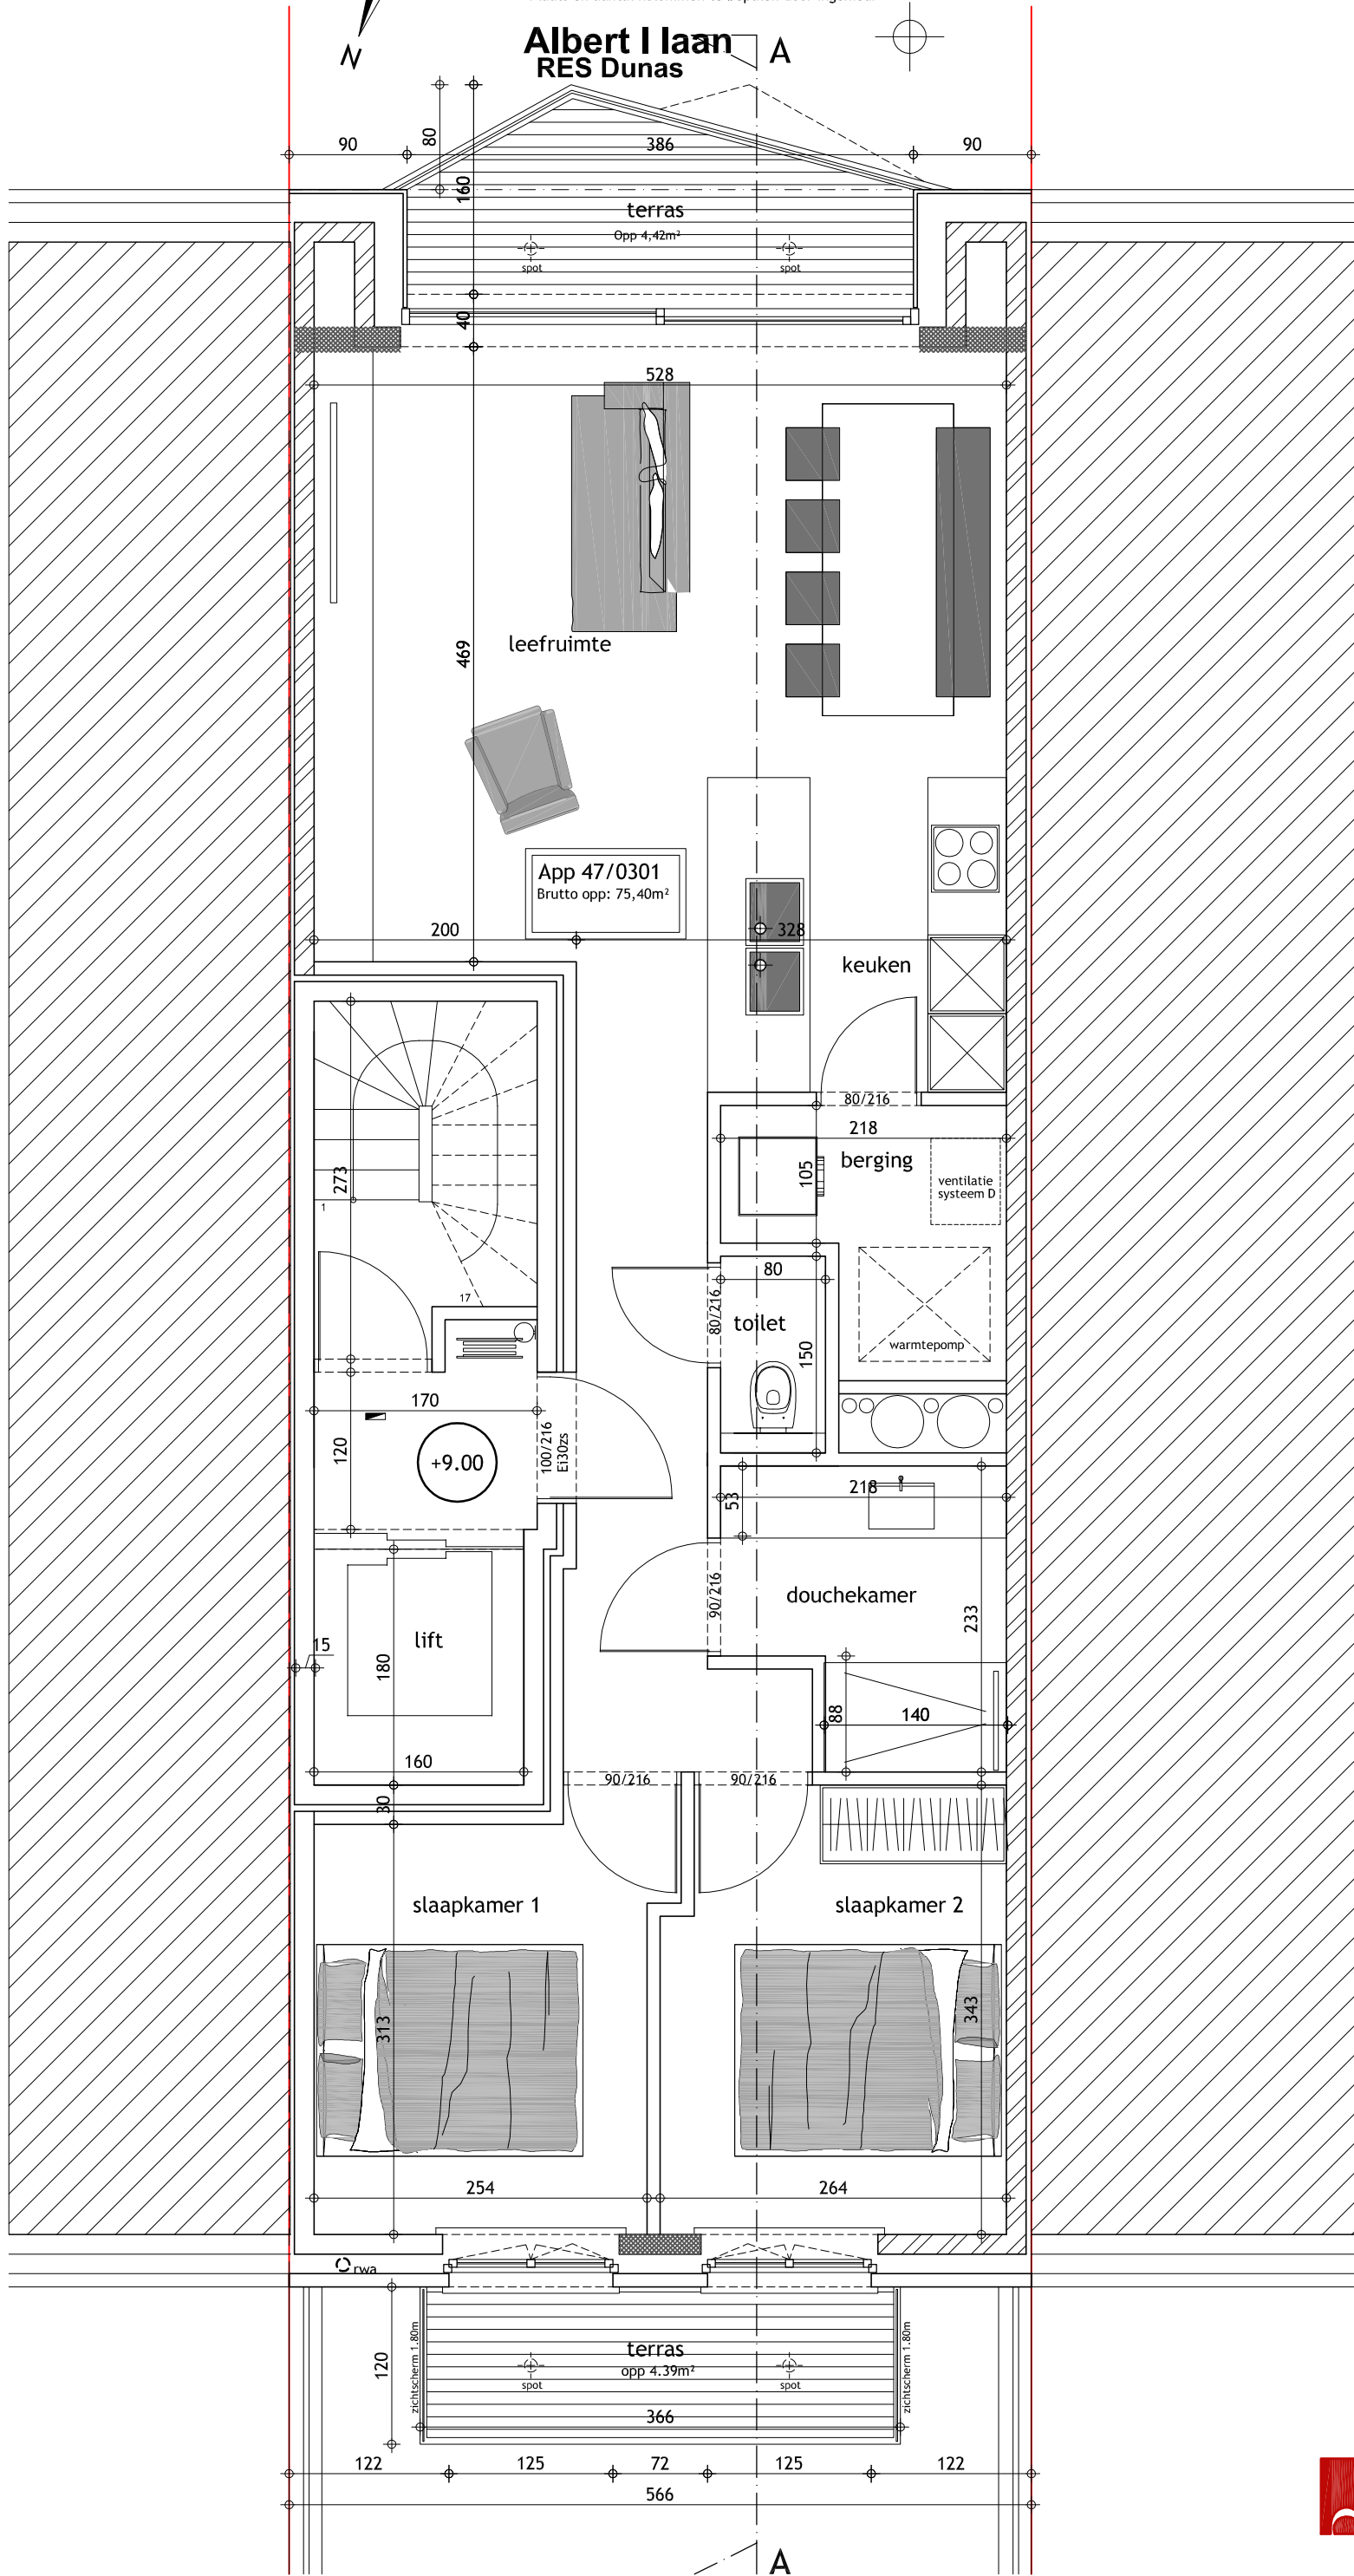 N
Albert I laan
RES Dunas
A
90
80
386
90
160
terras
Opp 4,42m²
spot
spot
40
528
469
leefruimte
App 47/0301
Brutto opp: 75,40m²
200
328
keuken
80/216
218
105
berging
ventilatie
systeem D
273
1
80
80/216
toilet
17
150
warmtepomp
170
120
+9.00
100/216
Ei30zs
53
218
90/216
douchekamer
233
15
lift
180
88
140
160
90/216
90/216
30
slaapkamer 1
slaapkamer 2
313
343
254
264
rwa
120
zichtscherm 1.80m
terras
opp 4.39m²
zichtscherm 1.80m
spot
spot
366
122
125
72
125
122
566
A